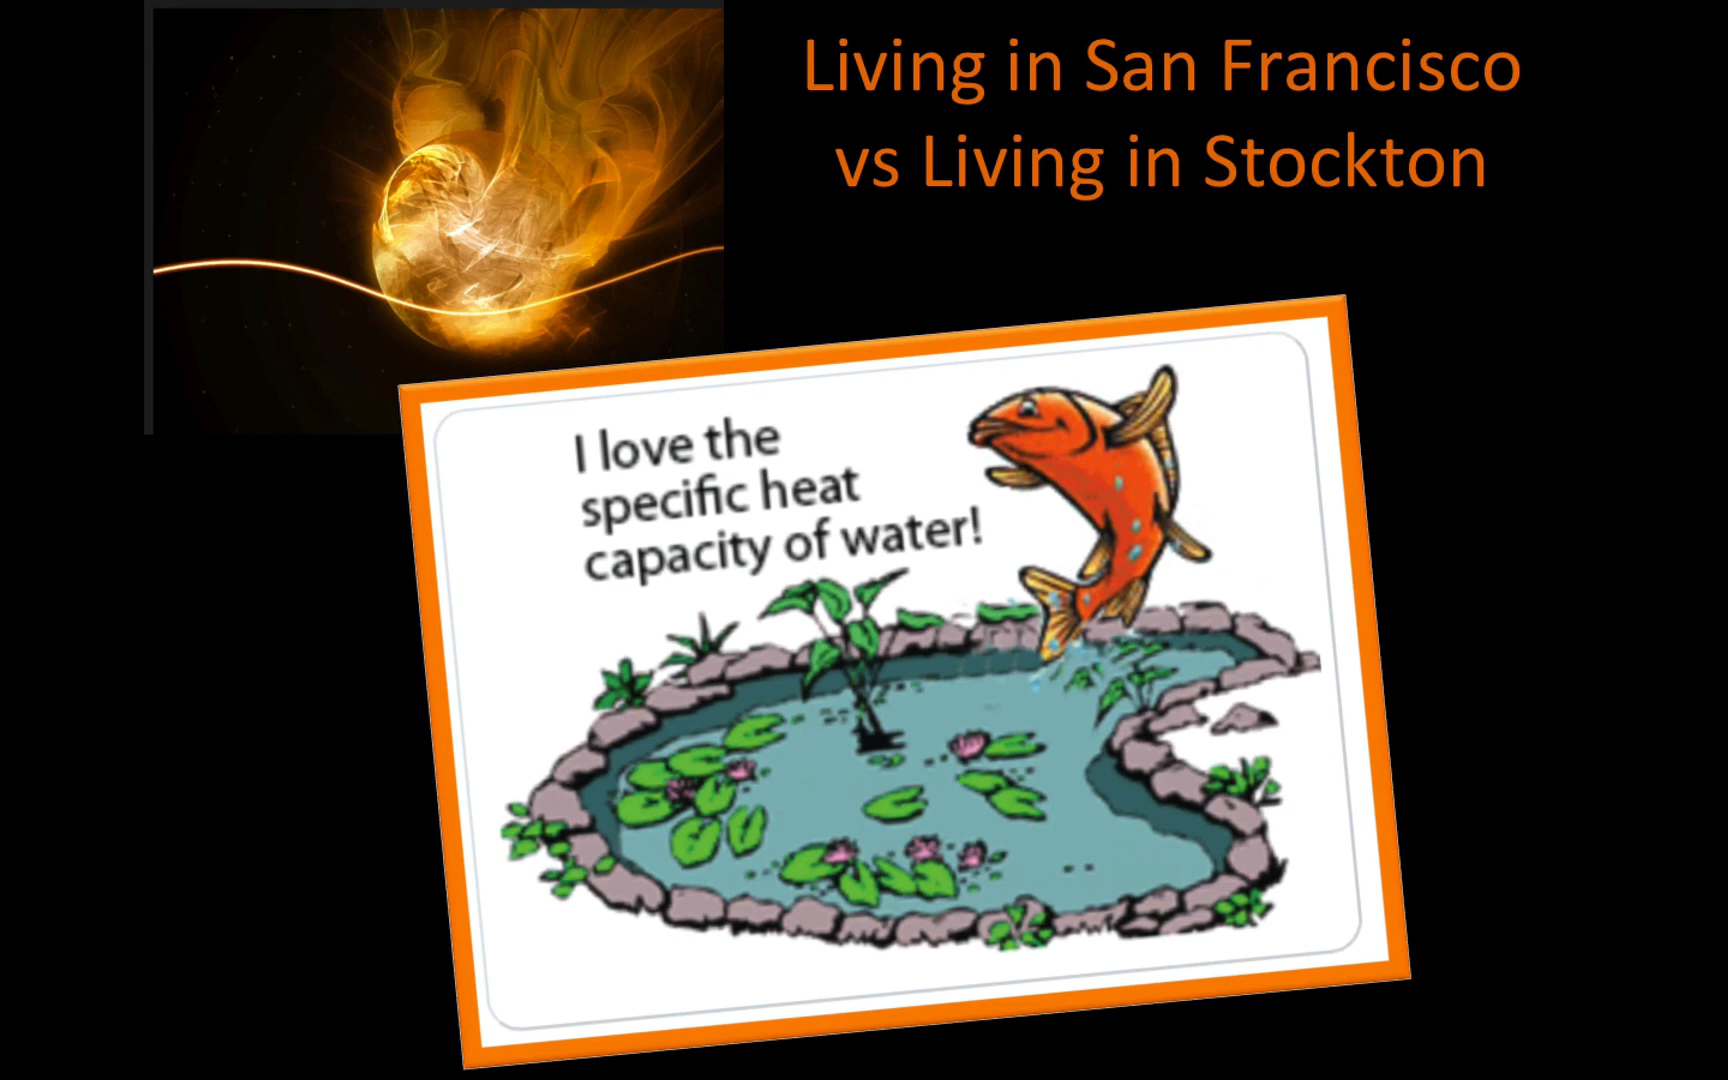 Living in San Francisco
vs Living in Stockton
I love the
specific heat
capacity of water!